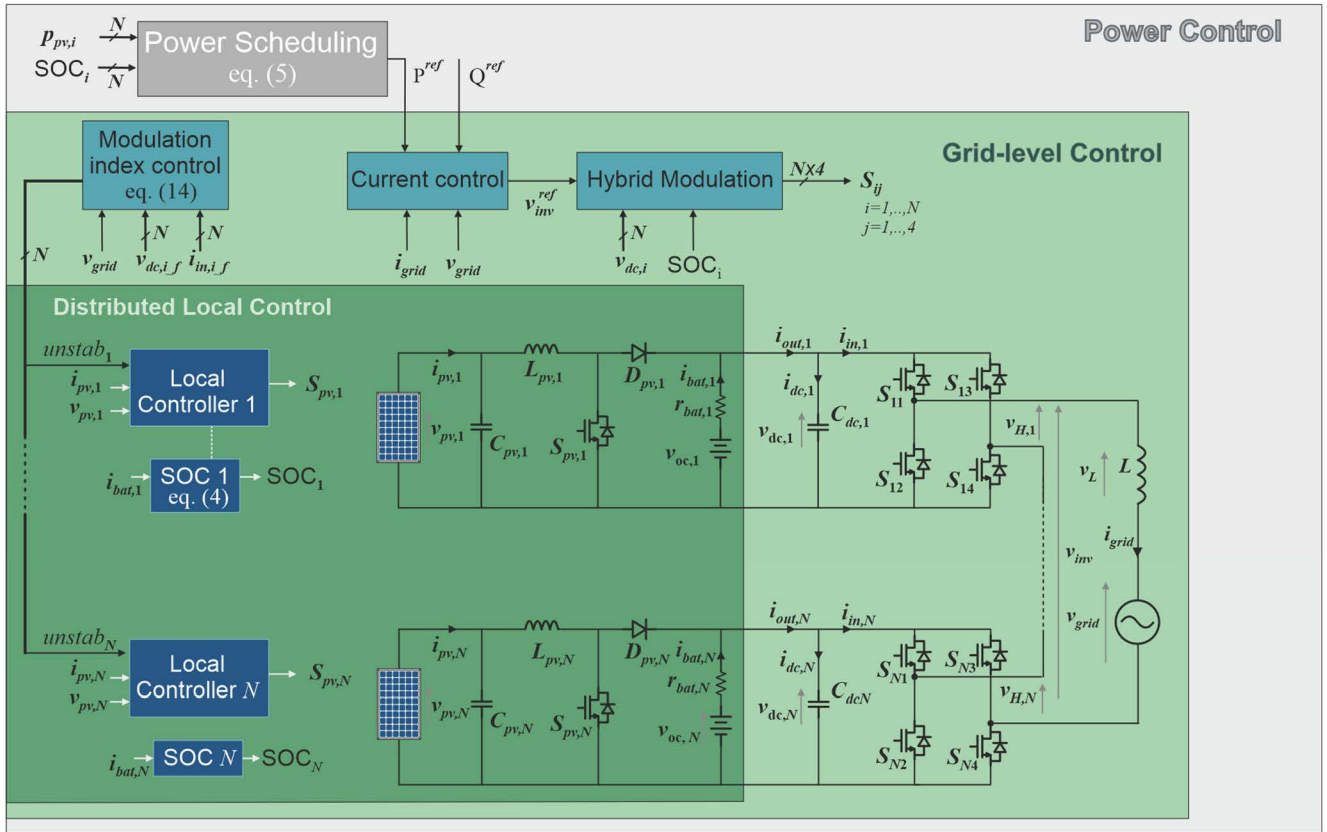 Power Control
p_pv,i
N
SOC_i
N
Power Scheduling
eq. (5)
P^ref
Q^ref
Grid-level Control
Modulation
index control
eq. (14)
N
v_grid
N
v_dc,i_f
N
i_in,i_f
Current control
v_inv^ref
i_grid
v_grid
Hybrid Modulation
N×4
S_ij
i=1,..,N
j=1,..,4
N
v_dc,i
SOC_i
Distributed Local Control
unstab_1
i_pv,1
v_pv,1
Local
Controller 1
S_pv,1
i_bat,1
SOC 1
eq. (4)
SOC_1
i_pv,1
v_pv,1
C_pv,1
L_pv,1
S_pv,1
D_pv,1
i_bat,1
r_bat,1
v_oc,1
i_out,1
i_in,1
i_dc,1
v_dc,1
C_dc,1
S_11
S_13
S_12
S_14
v_H,1
v_inv
v_L
L
i_grid
v_grid
unstab_N
i_pv,N
v_pv,N
Local
Controller N
S_pv,N
i_bat,N
SOC N
SOC_N
i_pv,N
v_pv,N
C_pv,N
L_pv,N
S_pv,N
D_pv,N
i_bat,N
r_bat,N
v_oc, N
i_out,N
i_in,N
i_dc,N
v_dc,N
C_dcN
S_N1
S_N3
S_N2
S_N4
v_H,N